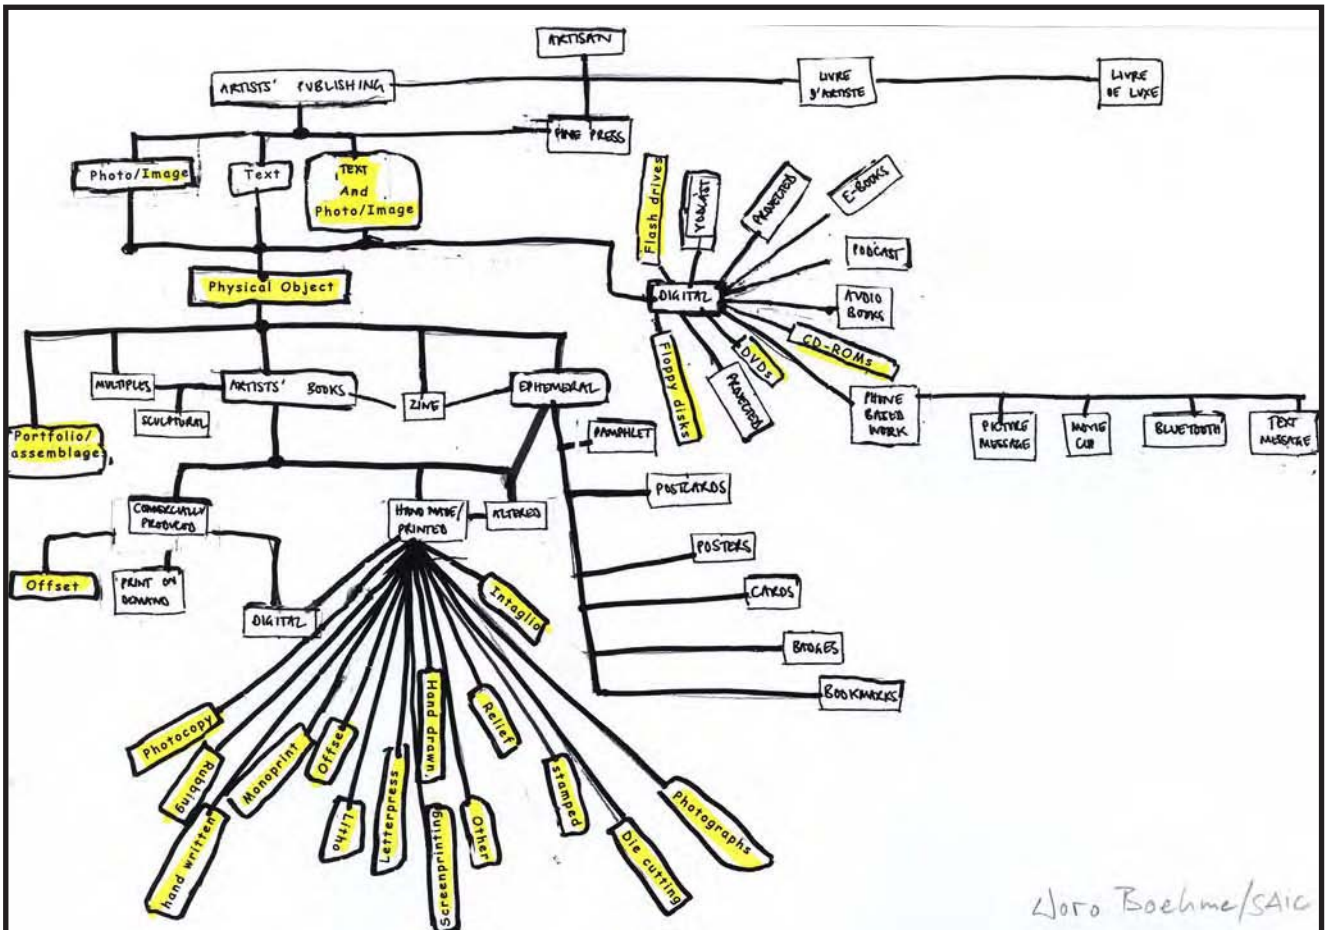 ARTISAN
ARTISTS' PUBLISHING
LIVRE
D'ARTISTE
LIVRE
DE LUXE
FINE PRESS
Photo/Image
Text
TEXT
And
Photo/Image
Flash drives
VODCAST
PROJECTED
E-BOOKS
PODCAST
Physical Object
DIGITAL
AUDIO
BOOKS
CD-ROMs
DVDs
PROJECTED
Floppy disks
MULTIPLES
ARTISTS' BOOKS
SCULPTURAL
ZINE
EPHEMERAL
PHONE
BASED
WORK
PICTURE
MESSAGE
MOVIE
CLIP
BLUETOOTH
TEXT
MESSAGE
Portfolio/
assemblage
PAMPHLET
POSTCARDS
COMMERCIALLY
PRODUCED
HAND MADE/
PRINTED
ALTERED
POSTERS
Offset
PRINT ON
DEMAND
DIGITAL
Intaglio
CARDS
BADGES
BOOKMARKS
Photocopy
Rubbing
hand written
Monoprint
Offset
Litho
Letterpress
Hand drawn.
Screenprinting
Other
Relief
stamped
Die cutting
Photographs
Doro Boehme/SAIC